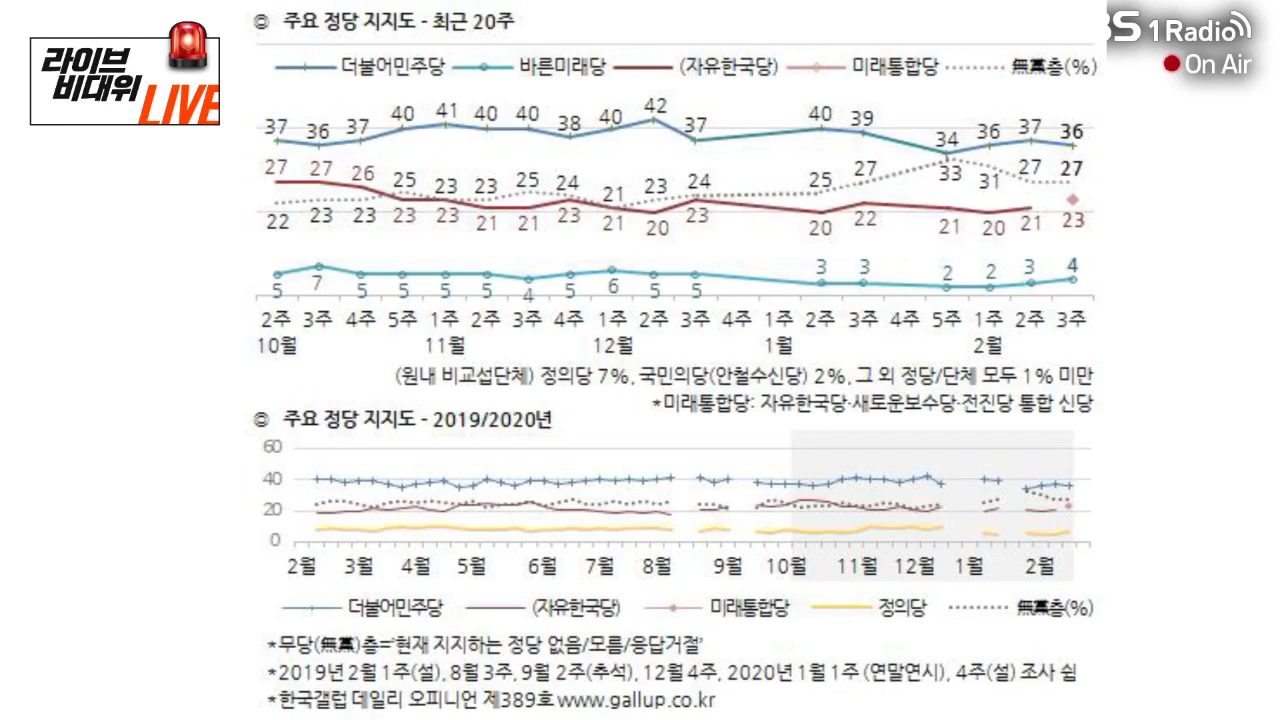 라이브
비대위
LIVE
BS 1Radio
On Air
◎ 주요 정당 지지도 - 최근 20주
더불어민주당 바른미래당 (자유한국당) 미래통합당 無黨층(%)
37 36 37 40 41 40 40 38 40 42 37 40 39 34 36 37 36
27 27 26 25 23 23 25 24 21 23 24 25 27 33 31 27 27
22 23 23 23 23 21 21 23 21 20 23 20 22 21 20 21 23
5 7 5 5 5 5 4 5 6 5 5 3 3 2 2 3 4
2주 3주 4주 5주 1주 2주 3주 4주 1주 2주 3주 4주 1주 2주 3주 4주 5주 1주 2주 3주
10월 11월 12월 1월 2월
(원내 비교섭단체) 정의당 7%, 국민의당(안철수신당) 2%, 그 외 정당/단체 모두 1% 미만
*미래통합당: 자유한국당·새로운보수당·전진당 통합 신당
◎ 주요 정당 지지도 - 2019/2020년
60
40
20
0
2월 3월 4월 5월 6월 7월 8월 9월 10월 11월 12월 1월 2월
더불어민주당 (자유한국당) 미래통합당 정의당 無黨층(%)
*무당(無黨)층='현재 지지하는 정당 없음/모름/응답거절'
*2019년 2월 1주(설), 8월 3주, 9월 2주(추석), 12월 4주, 2020년 1월 1주 (연말연시), 4주(설) 조사 쉼
*한국갤럽 데일리 오피니언 제389호 www.gallup.co.kr